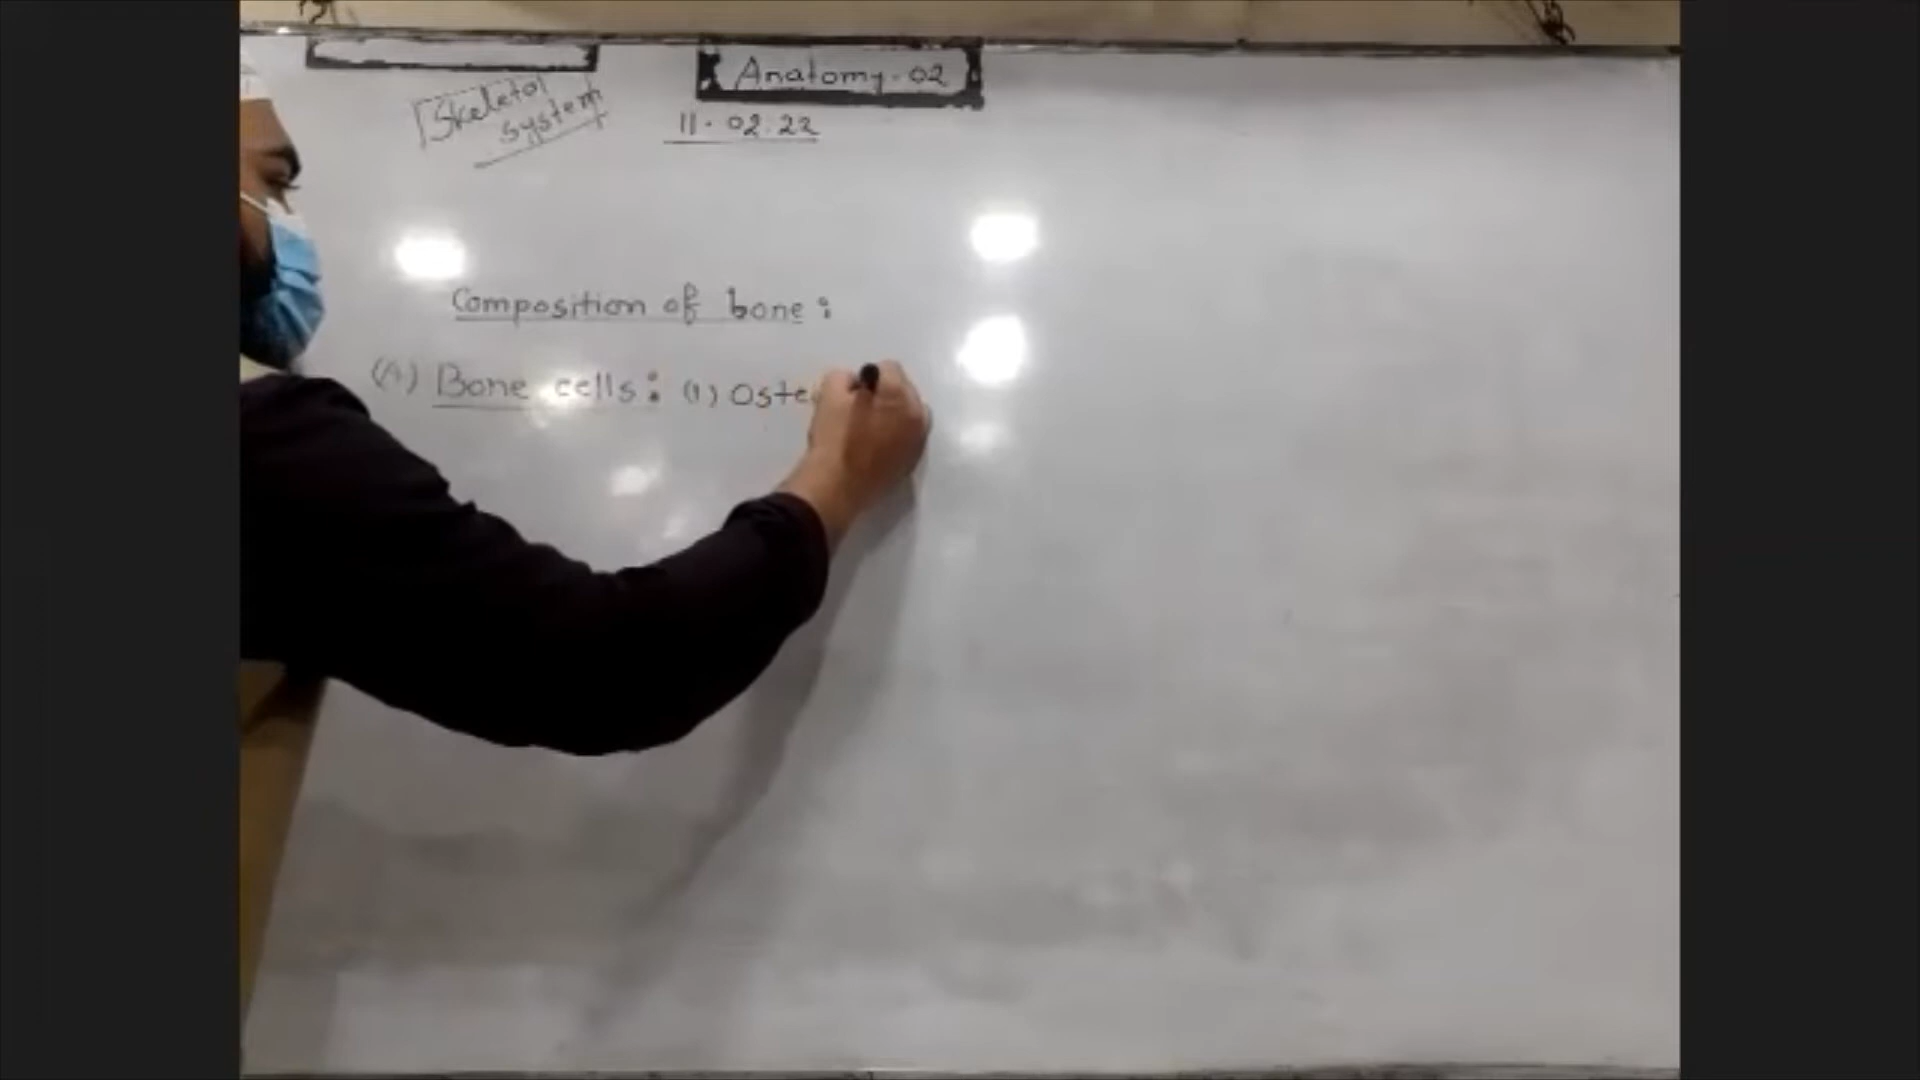 Anatomy-02
Skeletal
system
11.02.22
Composition of bone:
(A) Bone cells: (1) Oste